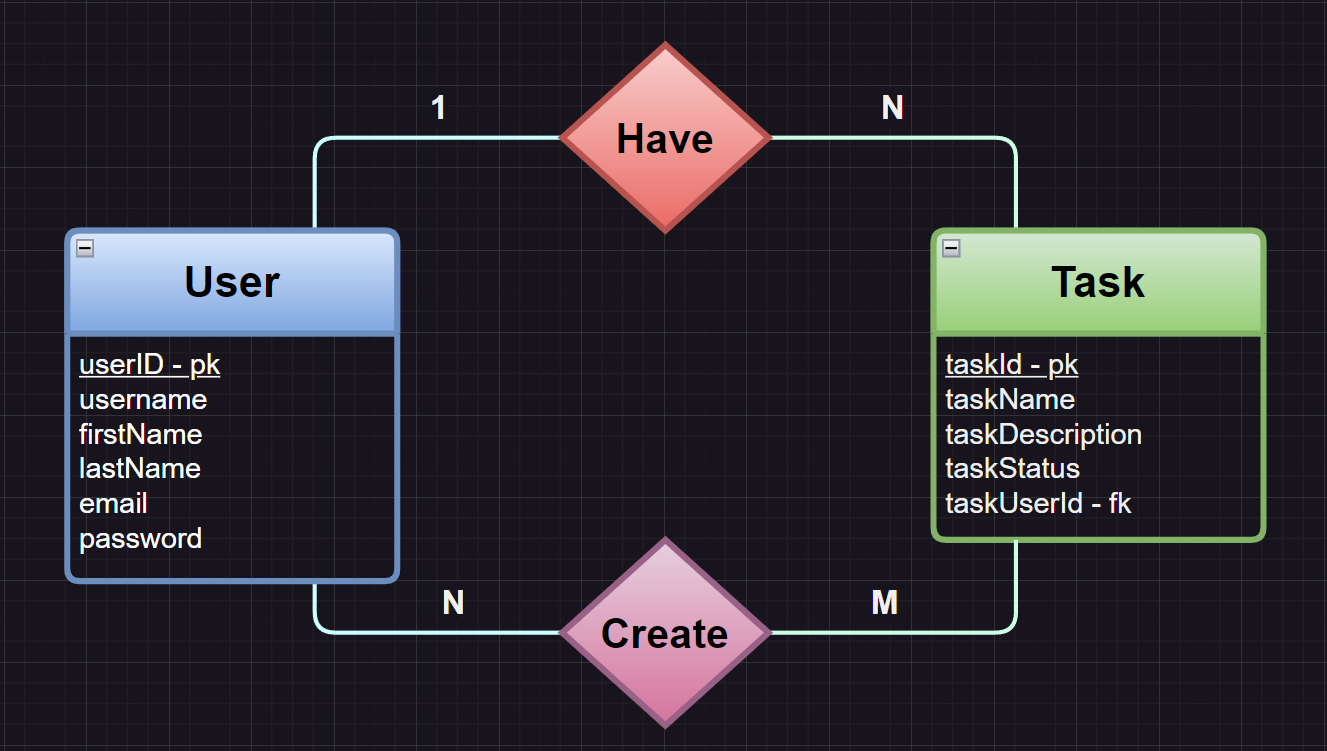 1
Have
N
User
userID - pk
username
firstName
lastName
email
password
Task
taskId - pk
taskName
taskDescription
taskStatus
taskUserId - fk
N
Create
M